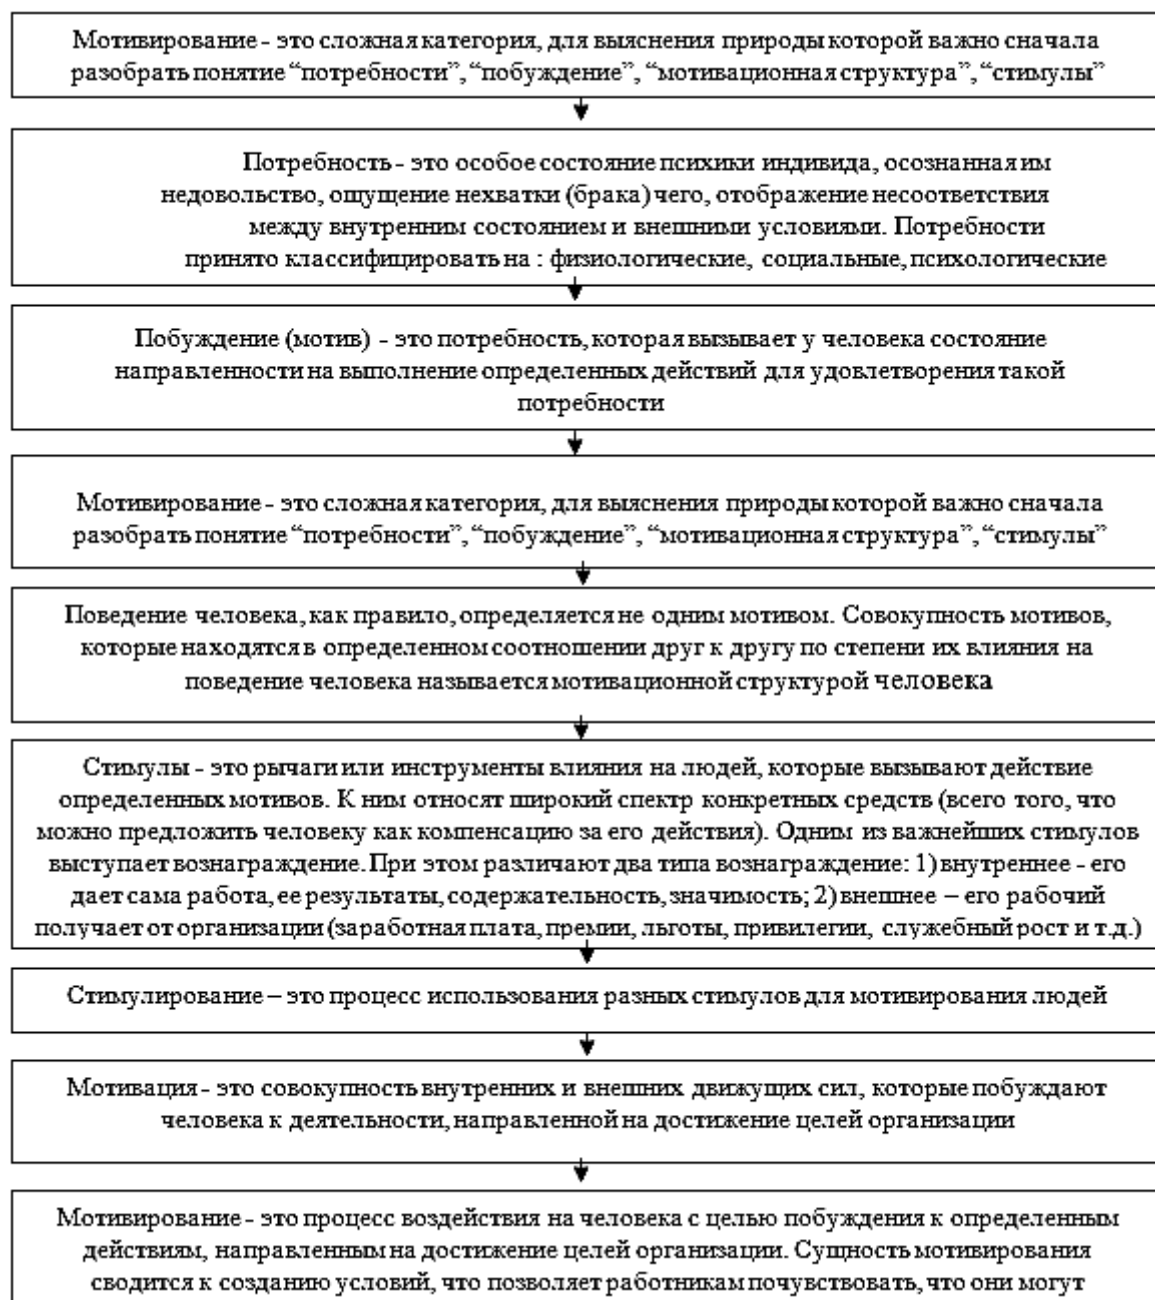 Мотивирование - это сложная категория, для выяснения природы которой важно сначала
разобрать понятие “потребности”, “побуждение”, “мотивационная структура”, “стимулы”
Потребность - это особое состояние психики индивида, осознанная им
недовольство, ощущение нехватки (брака) чего, отображение несоответствия
между внутренним состоянием и внешними условиями. Потребности
принято классифицировать на : физиологические, социальные, психологические
Побуждение (мотив) - это потребность, которая вызывает у человека состояние
направленности на выполнение определенных действий для удовлетворения такой
потребности
Мотивирование - это сложная категория, для выяснения природы которой важно сначала
разобрать понятие “потребности”, “побуждение”, “мотивационная структура”, “стимулы”
Поведение человека, как правило, определяется не одним мотивом. Совокупность мотивов,
которые находятся в определенном соотношении друг к другу по степени их влияния на
поведение человека называется мотивационной структурой человека
Стимулы - это рычаги или инструменты влияния на людей, которые вызывают действие
определенных мотивов. К ним относят широкий спектр конкретных средств (всего того, что
можно предложить человеку как компенсацию за его действия). Одним из важнейших стимулов
выступает вознаграждение. При этом различают два типа вознаграждение: 1) внутреннее - его
дает сама работа, ее результаты, содержательность, значимость; 2) внешнее – его рабочий
получает от организации (заработная плата, премии, льготы, привилегии, служебный рост и т.д.)
Стимулирование – это процесс использования разных стимулов для мотивирования людей
Мотивация - это совокупность внутренних и внешних движущих сил, которые побуждают
человека к деятельности, направленной на достижение целей организации
Мотивирование - это процесс воздействия на человека с целью побуждения к определенным
действиям, направленным на достижение целей организации. Сущность мотивирования
сводится к созданию условий, что позволяет работникам почувствовать, что они могут